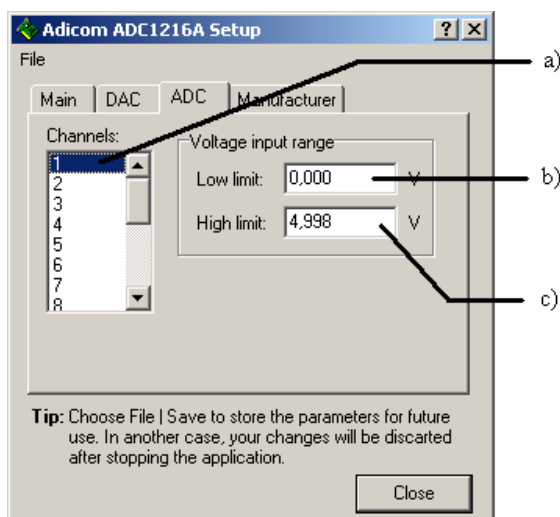 Adicom ADC1216A Setup
File
a)
Main DAC ADC Manufacturer
Channels:
Voltage input range
1
2
3
4
5
6
7
8
Low limit: 0,000 V
b)
High limit: 4,998 V
c)
Tip: Choose File | Save to store the parameters for future
use. In another case, your changes will be discarted
after stopping the application.
Close